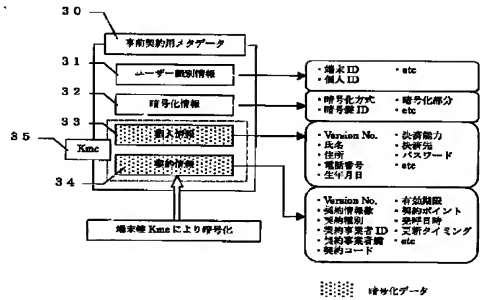 30
事前契約用メタデータ
31
ユーザー識別情報
・端末ID ・etc
・個人ID
32
暗号化情報
・暗号化方式 ・暗号化部分
・暗号鍵ID ・etc
35
33
Kmc
個人情報
・Version No. ・決済能力
・氏名 ・決済先
・住所 ・パスワード
・電話番号 ・etc
・生年月日
契約情報
34
・Version No. ・有効期限
・契約情報数 ・契約ポイント
・契約種別 ・発呼日時
・契約事業者ID ・更新タイミング
・契約事業者鍵 ・etc
・契約コード
端末鍵Kmcにより暗号化
暗号化データ